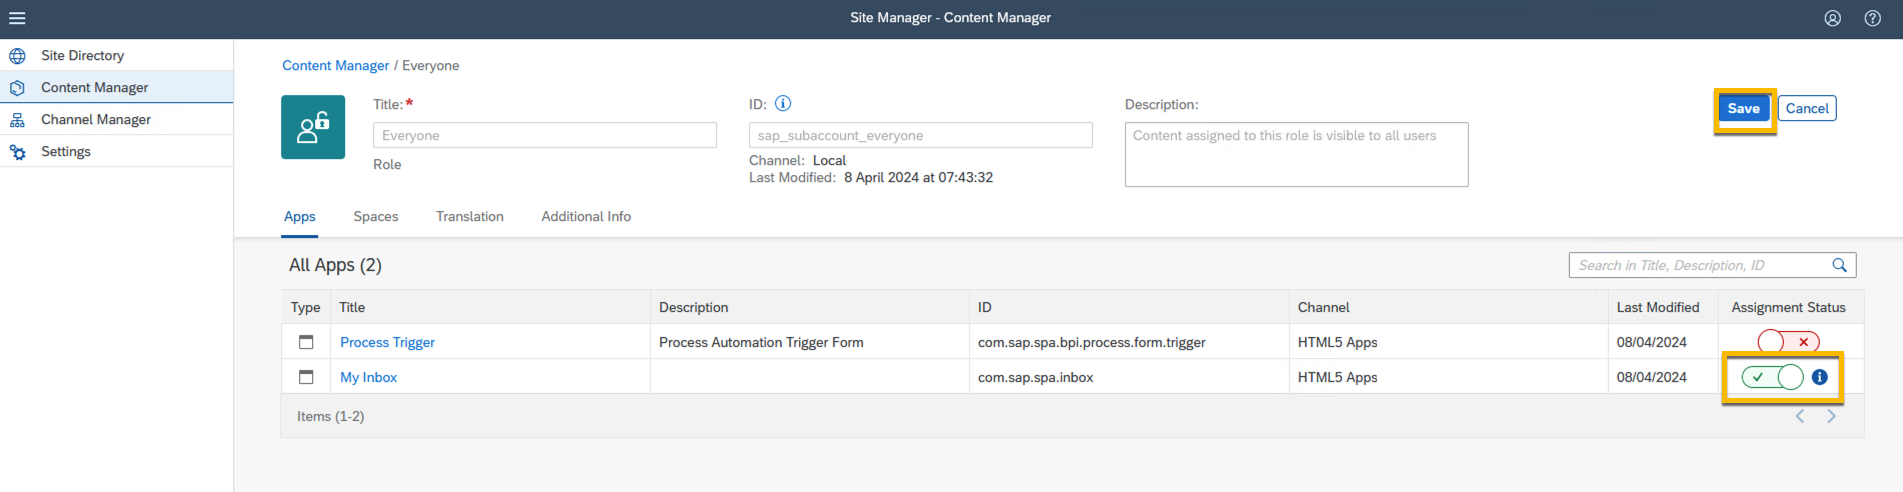 Site Manager - Content Manager
Site Directory
Content Manager
Channel Manager
Settings
Content Manager / Everyone
Title:*
Everyone
Role
ID:
sap_subaccount_everyone
Channel: Local
Last Modified: 8 April 2024 at 07:43:32
Description:
Content assigned to this role is visible to all users
Save Cancel
Apps Spaces Translation Additional Info
All Apps (2)
Search in Title, Description, ID
Type Title Description ID Channel Last Modified Assignment Status
Process Trigger Process Automation Trigger Form com.sap.spa.bpi.process.form.trigger HTML5 Apps 08/04/2024
My Inbox com.sap.spa.inbox HTML5 Apps 08/04/2024
Items (1-2)